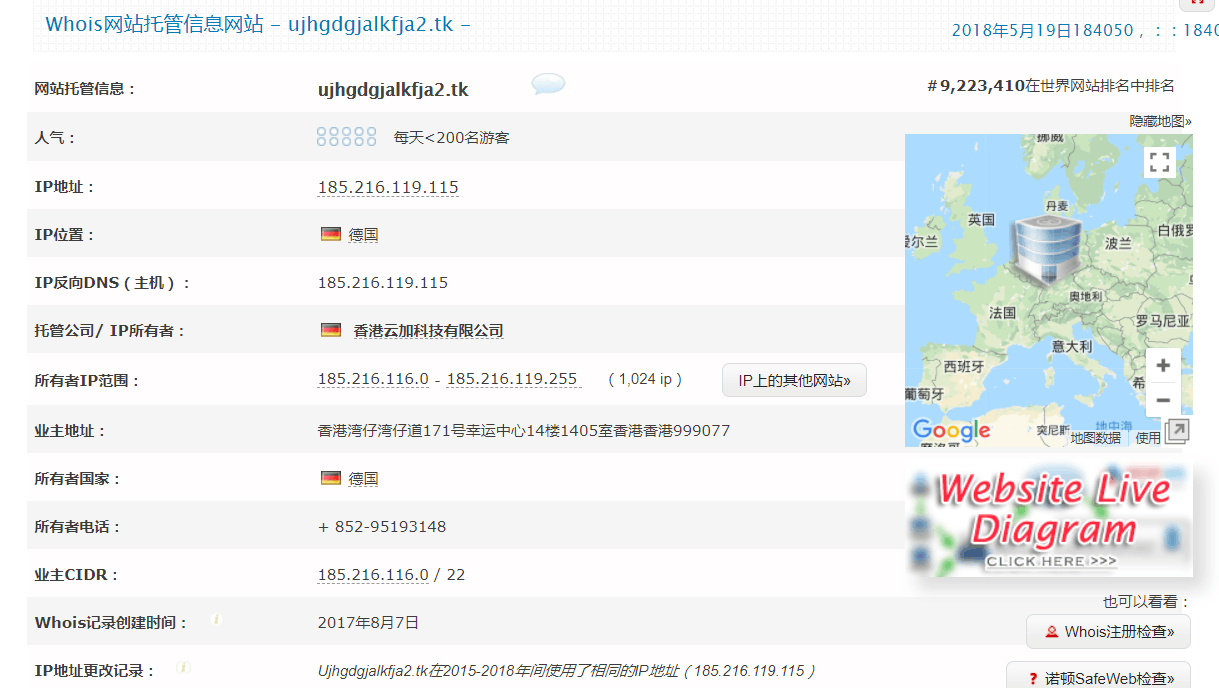 Whois网站托管信息网站 – ujhgdgjalkfja2.tk –
2018年5月19日184050，：：1840
网站托管信息：
ujhgdgjalkfja2.tk
#9,223,410在世界网站排名中排名
人气：
每天<200名游客
隐藏地图»
IP地址：
185.216.119.115
IP位置：
德国
IP反向DNS（主机）：
185.216.119.115
托管公司/ IP所有者：
香港云加科技有限公司
所有者IP范围：
185.216.116.0 - 185.216.119.255
（1,024 ip）
IP上的其他网站»
业主地址：
香港湾仔湾仔道171号幸运中心14楼1405室香港香港999077
所有者国家：
德国
所有者电话：
+ 852-95193148
业主CIDR：
185.216.116.0 / 22
Whois记录创建时间：
2017年8月7日
IP地址更改记录：
Ujhgdgjalkfja2.tk在2015-2018年间使用了相同的IP地址（185.216.119.115）
挪威
丹麦
英国
爱尔兰
白俄罗
波兰
奥地利
法国
罗马尼亚
意大利
西班牙
希
葡萄牙
突尼斯
地中海
摩洛哥
Google
地图数据
使用
Website Live
Diagram
CLICK HERE >>>
也可以看看：
Whois注册检查»
诺顿SafeWeb检查»